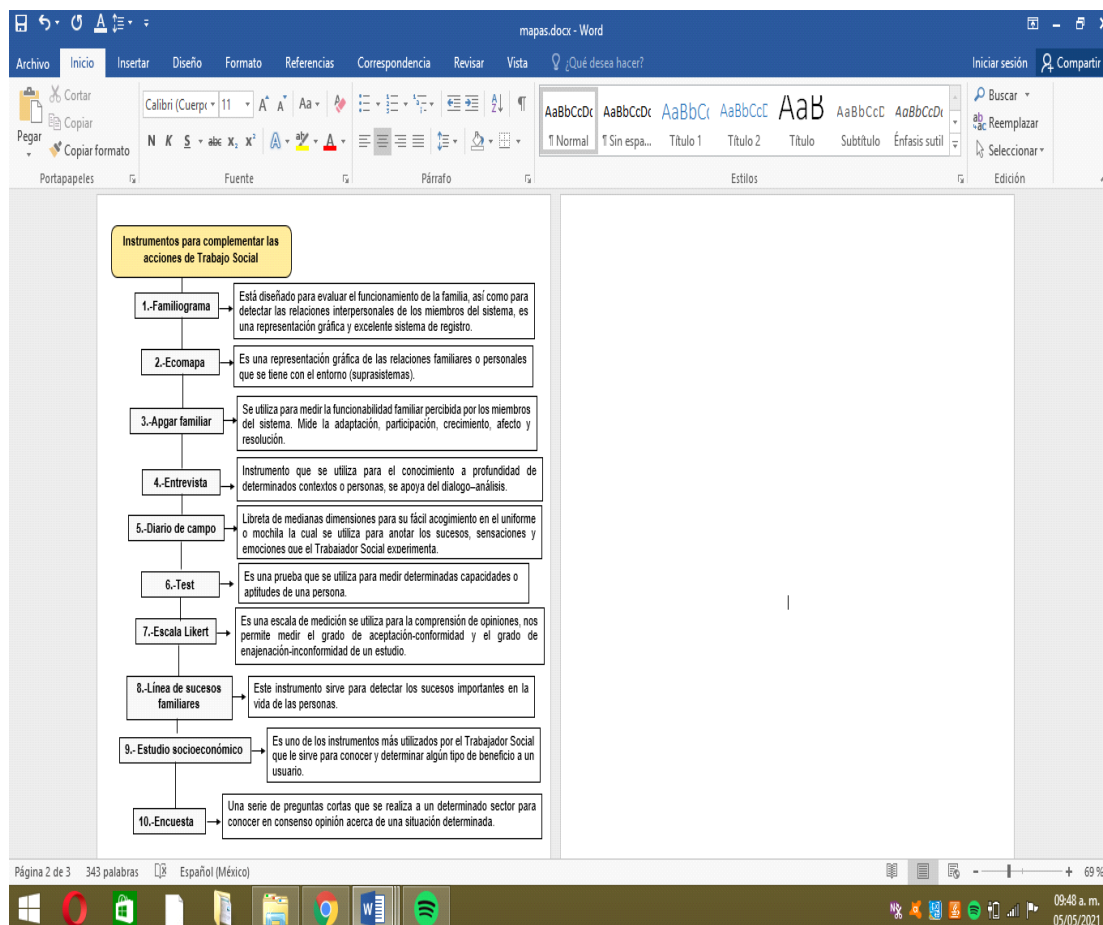 mapas.docx - Word
Archivo Inicio Insertar Diseño Formato Referencias Correspondencia Revisar Vista ¿Qué desea hacer? Iniciar sesión Compartir
Pegar
Cortar
Copiar
Copiar formato
Portapapeles
Calibri (Cuerpo 11
N K S abc X₂ X²
Fuente
Párrafo
AaBbCcDc AaBbCcDc AaBbCc AaBbCcC AaB AaBbCcD AaBbCcDc
¶ Normal ¶ Sin espa... Título 1 Título 2 Título Subtítulo Énfasis sutil
Estilos
Buscar
Reemplazar
Seleccionar
Edición
Instrumentos para complementar las
acciones de Trabajo Social
1.-Familiograma
Está diseñado para evaluar el funcionamiento de la familia, así como para
detectar las relaciones interpersonales de los miembros del sistema, es
una representación gráfica y excelente sistema de registro.
2.-Ecomapa
Es una representación gráfica de las relaciones familiares o personales
que se tiene con el entorno (suprasistemas).
3.-Apgar familiar
Se utiliza para medir la funcionabilidad familiar percibida por los miembros
del sistema. Mide la adaptación, participación, crecimiento, afecto y
resolución.
4.-Entrevista
Instrumento que se utiliza para el conocimiento a profundidad de
determinados contextos o personas, se apoya del dialogo–análisis.
5.-Diario de campo
Libreta de medianas dimensiones para su fácil acogimiento en el uniforme
o mochila la cual se utiliza para anotar los sucesos, sensaciones y
emociones que el Trabajador Social experimenta.
6.-Test
Es una prueba que se utiliza para medir determinadas capacidades o
aptitudes de una persona.
7.-Escala Likert
Es una escala de medición se utiliza para la comprensión de opiniones, nos
permite medir el grado de aceptación-conformidad y el grado de
enajenación-inconformidad de un estudio.
8.-Línea de sucesos
familiares
Este instrumento sirve para detectar los sucesos importantes en la
vida de las personas.
9.- Estudio socioeconómico
Es uno de los instrumentos más utilizados por el Trabajador Social
que le sirve para conocer y determinar algún tipo de beneficio a un
usuario.
10.-Encuesta
Una serie de preguntas cortas que se realiza a un determinado sector para
conocer en consenso opinión acerca de una situación determinada.
Página 2 de 3 343 palabras Español (México) 69 %
09:48 a. m.
05/05/2021